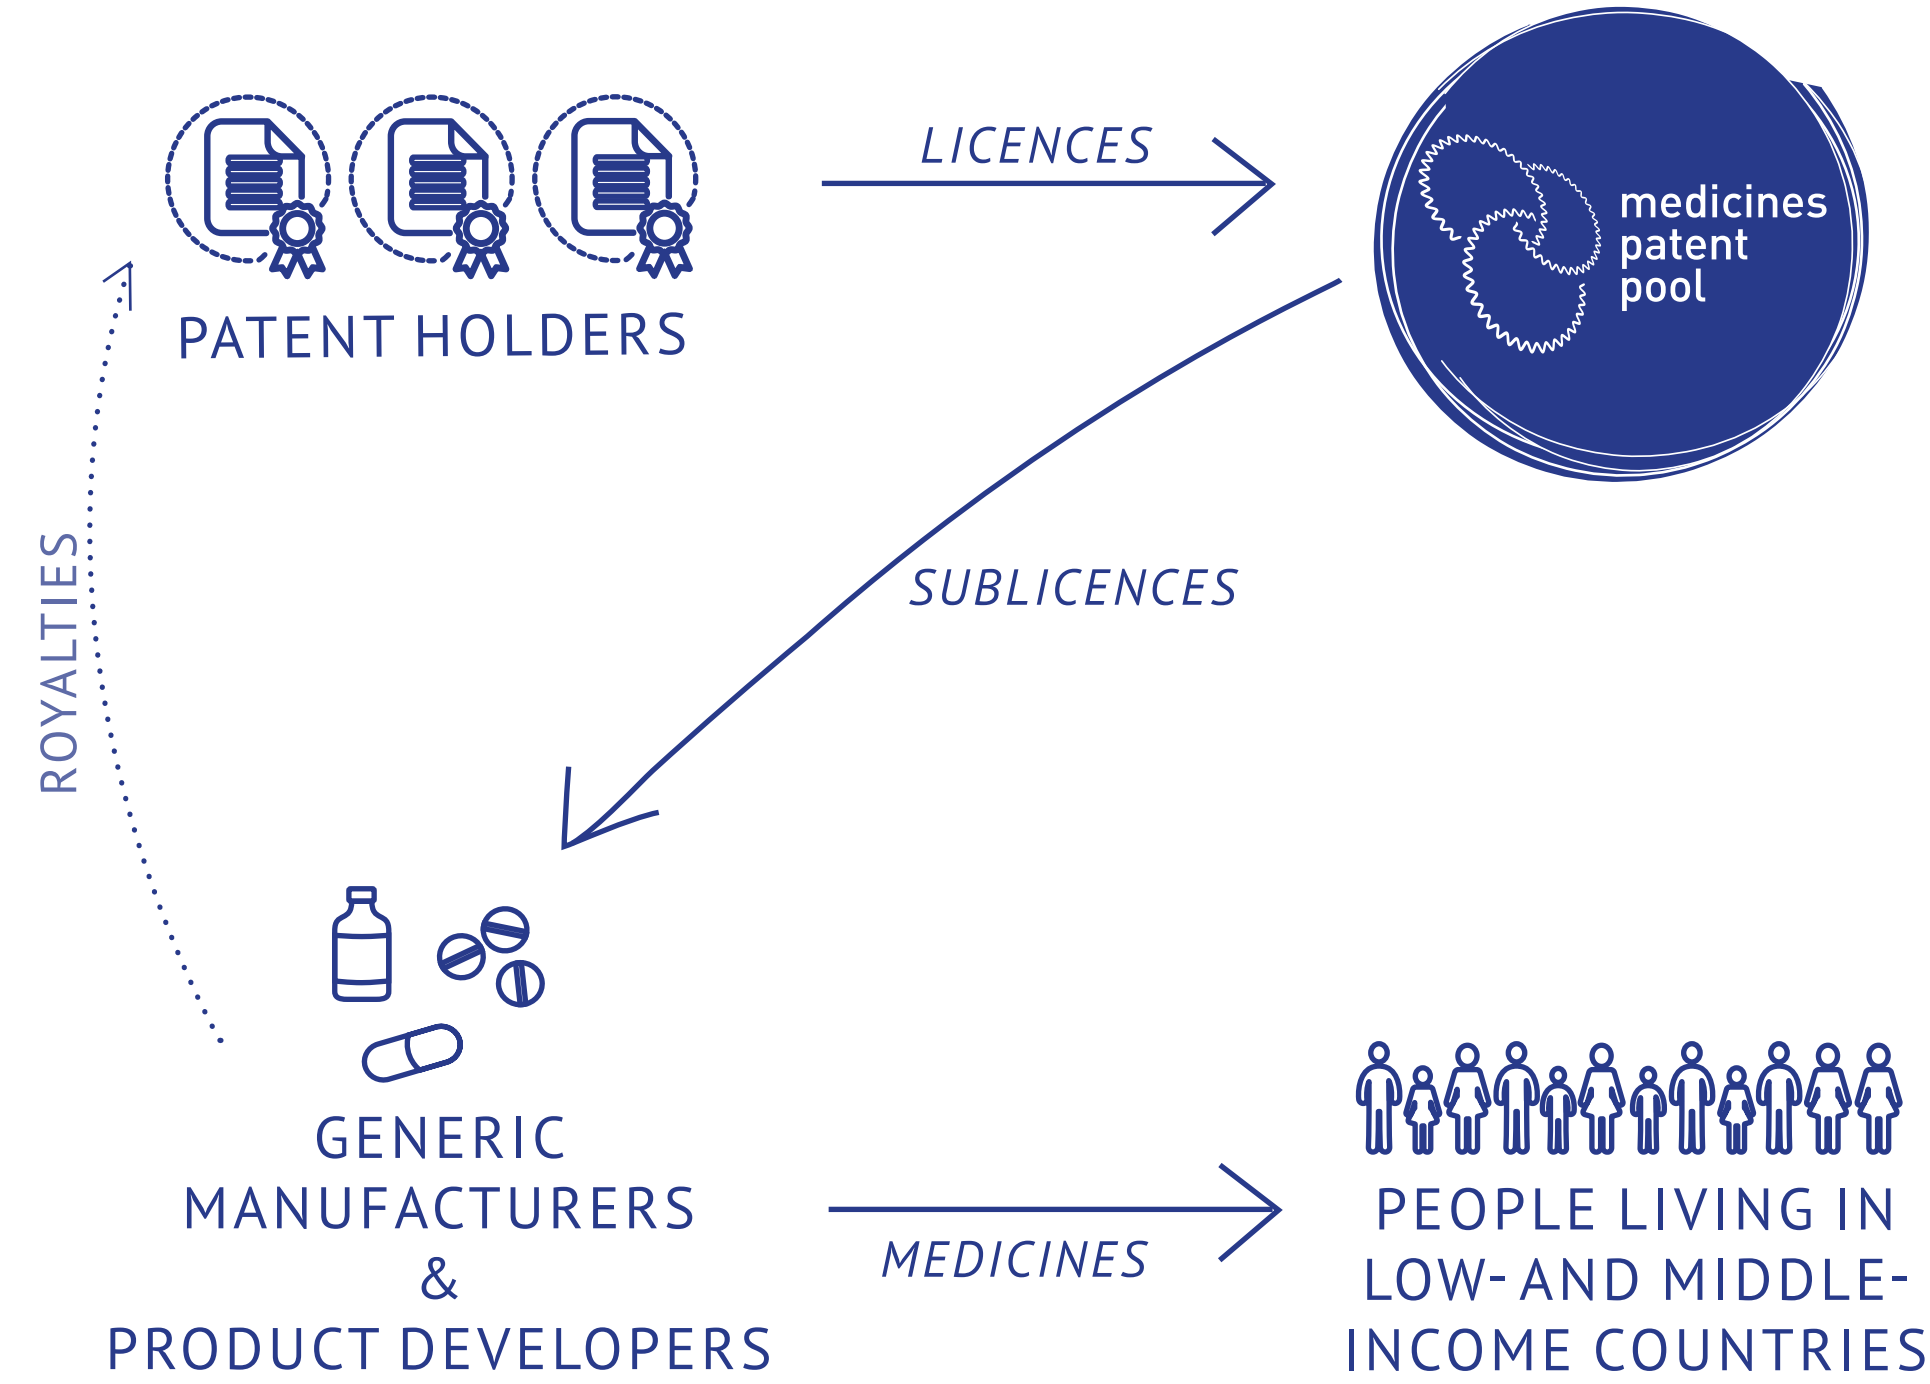 LICENCES
medicines
patent
pool
PATENT HOLDERS
ROYALTIES
SUBLICENCES
GENERIC
MANUFACTURERS
&
PRODUCT DEVELOPERS
MEDICINES
PEOPLE LIVING IN
LOW- AND MIDDLE-
INCOME COUNTRIES